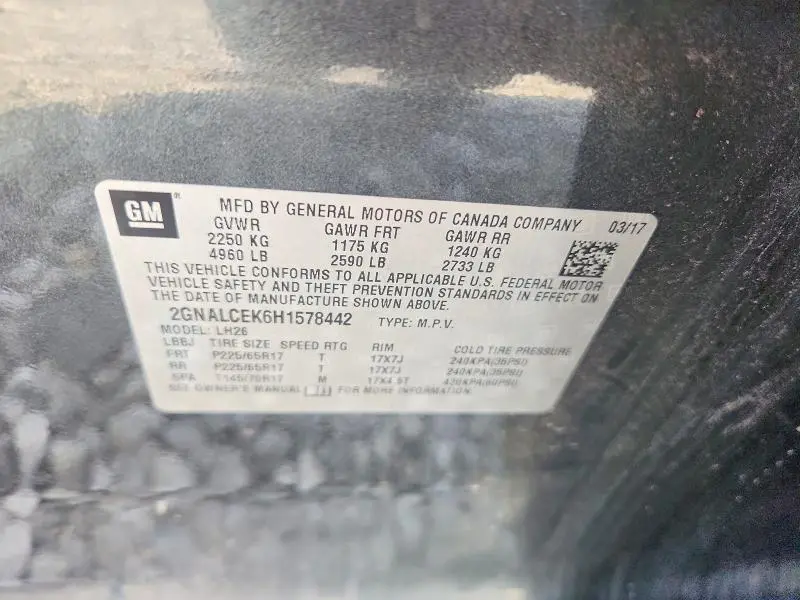 GM
MFD BY GENERAL MOTORS OF CANADA COMPANY 03/17
GVWR GAWR FRT GAWR RR
2250 KG 1175 KG 1240 KG
4960 LB 2590 LB 2733 LB
THIS VEHICLE CONFORMS TO ALL APPLICABLE U.S. FEDERAL MOTOR
VEHICLE SAFETY AND THEFT PREVENTION STANDARDS IN EFFECT ON
THE DATE OF MANUFACTURE SHOWN ABOVE.
2GNALCEK6H1578442 TYPE: M.P.V.
MODEL: LH26
LBBJ TIRE SIZE SPEED RTG RIM COLD TIRE PRESSURE
FRT P225/65R17 T 17X7J 240KPA(35PSI)
RR P225/65R17 T 17X7J 240KPA(35PSI)
SPA T145/70R17 M 17X4.5T 420KPA(60PSI)
SEE OWNER'S MANUAL FOR MORE INFORMATION.